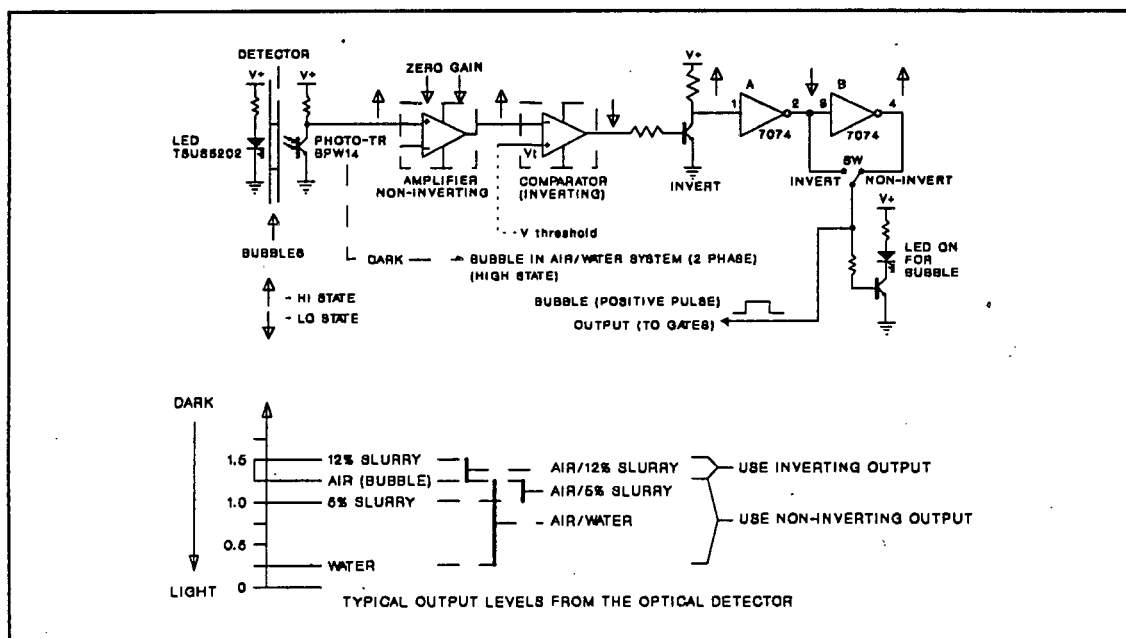 DETECTOR
V+
V+
ZERO GAIN
V+
A
B
1
2
3
4
7074
7074
LED
TSUS5202
PHOTO-TR
BPW14
Vt
AMPLIFIER
NON-INVERTING
COMPARATOR
(INVERTING)
INVERT
SW
INVERT
NON-INVERT
V+
V threshold
BUBBLES
DARK
BUBBLE IN AIR/WATER SYSTEM (2 PHASE)
(HIGH STATE)
LED ON
FOR
BUBBLE
- HI STATE
- LO STATE
BUBBLE (POSITIVE PULSE)
OUTPUT (TO GATES)
DARK
1.5
12% SLURRY
AIR (BUBBLE)
AIR/12% SLURRY
USE INVERTING OUTPUT
1.0
5% SLURRY
AIR/5% SLURRY
AIR/WATER
USE NON-INVERTING OUTPUT
0.5
WATER
LIGHT
0
TYPICAL OUTPUT LEVELS FROM THE OPTICAL DETECTOR